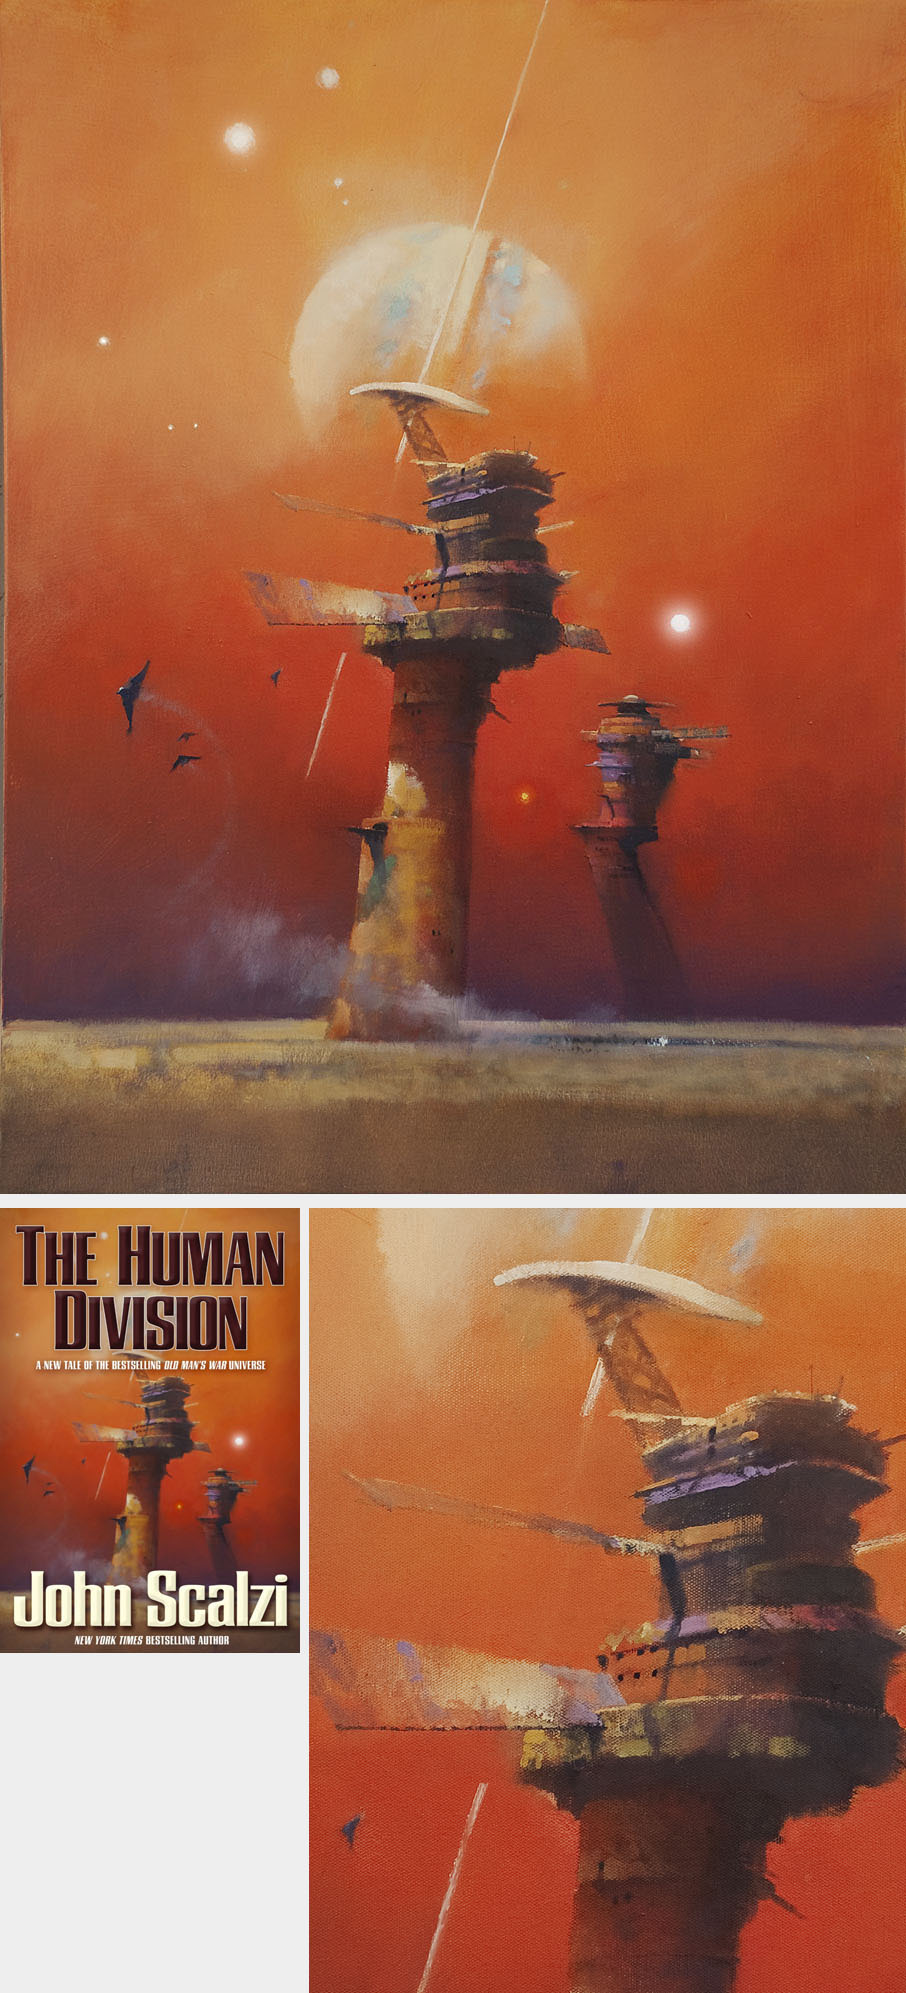 THE HUMAN
DIVISION
A NEW TALE OF THE BESTSELLING OLD MAN'S WAR UNIVERSE
John Scalzi
NEW YORK TIMES BESTSELLING AUTHOR